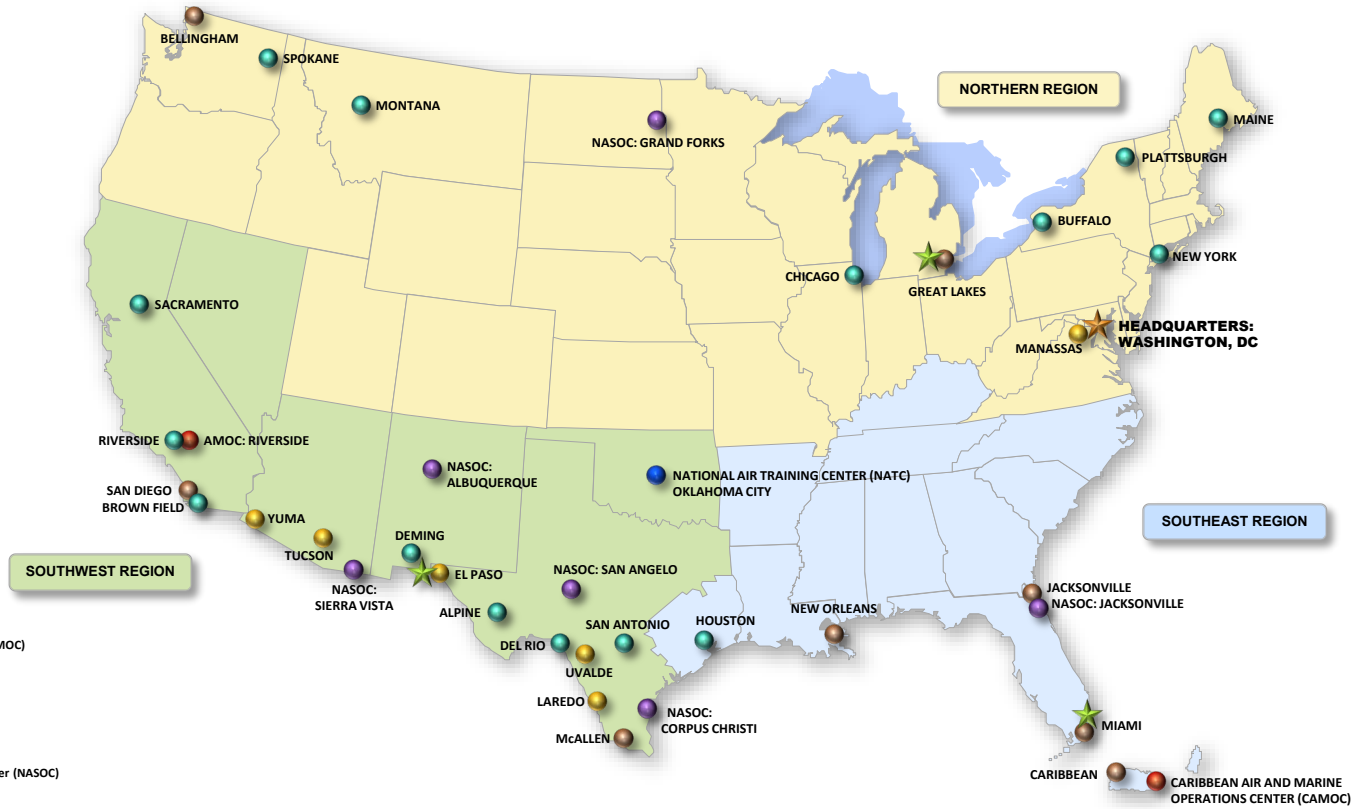 BELLINGHAM
SPOKANE
MONTANA
NASOC: GRAND FORKS
NORTHERN REGION
MAINE
PLATTSBURGH
BUFFALO
NEW YORK
CHICAGO
GREAT LAKES
SACRAMENTO
HEADQUARTERS:
WASHINGTON, DC
MANASSAS
RIVERSIDE
AMOC: RIVERSIDE
NASOC:
ALBUQUERQUE
NATIONAL AIR TRAINING CENTER (NATC)
OKLAHOMA CITY
SAN DIEGO
BROWN FIELD
YUMA
TUCSON
DEMING
SOUTHEAST REGION
SOUTHWEST REGION
NASOC:
SIERRA VISTA
EL PASO
NASOC: SAN ANGELO
ALPINE
JACKSONVILLE
NASOC: JACKSONVILLE
NEW ORLEANS
SAN ANTONIO
HOUSTON
DEL RIO
UVALDE
MOC)
LAREDO
NASOC:
CORPUS CHRISTI
McALLEN
MIAMI
er (NASOC)
CARIBBEAN
CARIBBEAN AIR AND MARINE
OPERATIONS CENTER (CAMOC)